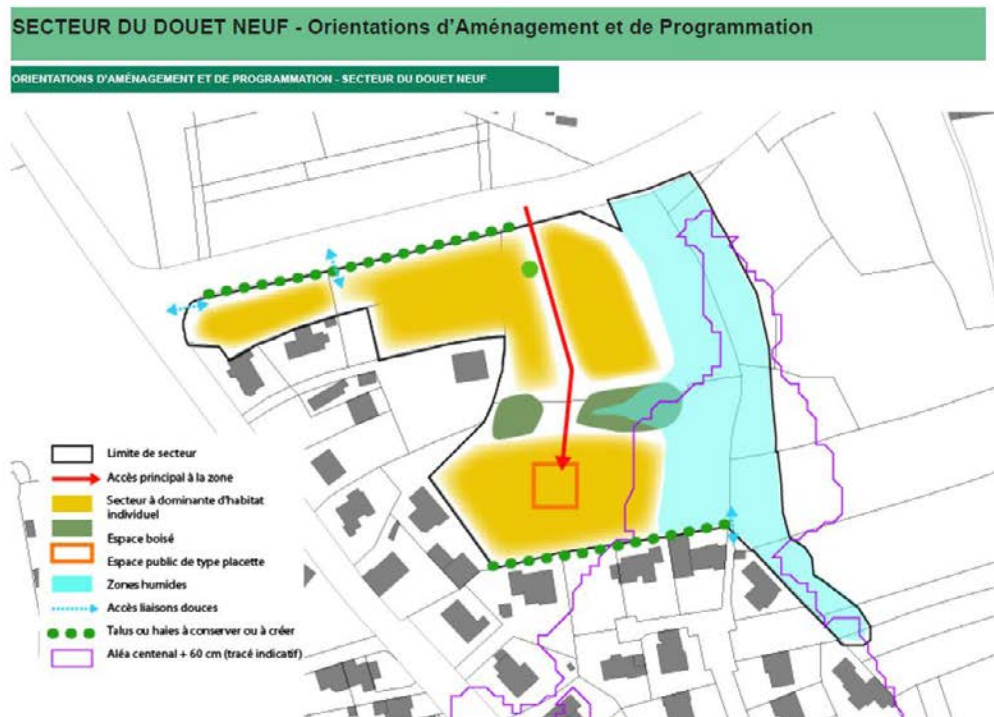 SECTEUR DU DOUET NEUF - Orientations d'Aménagement et de Programmation
ORIENTATIONS D'AMÉNAGEMENT ET DE PROGRAMMATION - SECTEUR DU DOUET NEUF
Limite de secteur
Accès principal à la zone
Secteur à dominante d'habitat
individuel
Espace boisé
Espace public de type placette
Zones humides
Accès liaisons douces
Talus ou haies à conserver ou à créer
Aléa centenal + 60 cm (tracé indicatif)